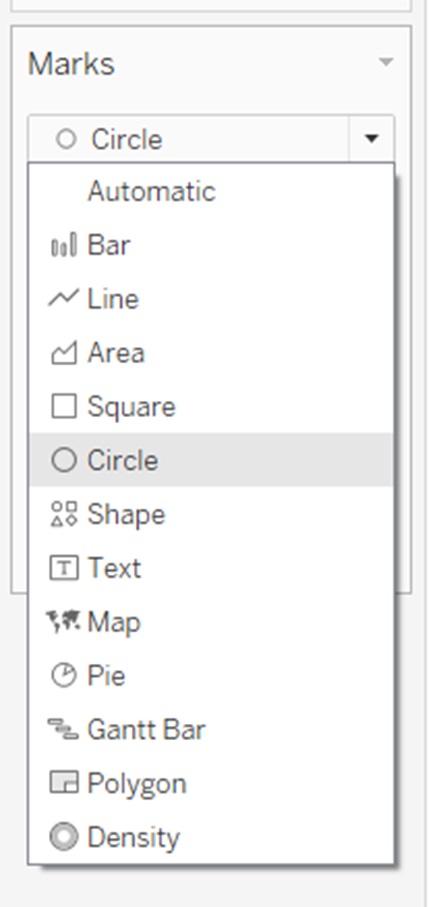 Marks
Circle
Automatic
Bar
Line
Area
Square
Circle
Shape
Text
Map
Pie
Gantt Bar
Polygon
Density